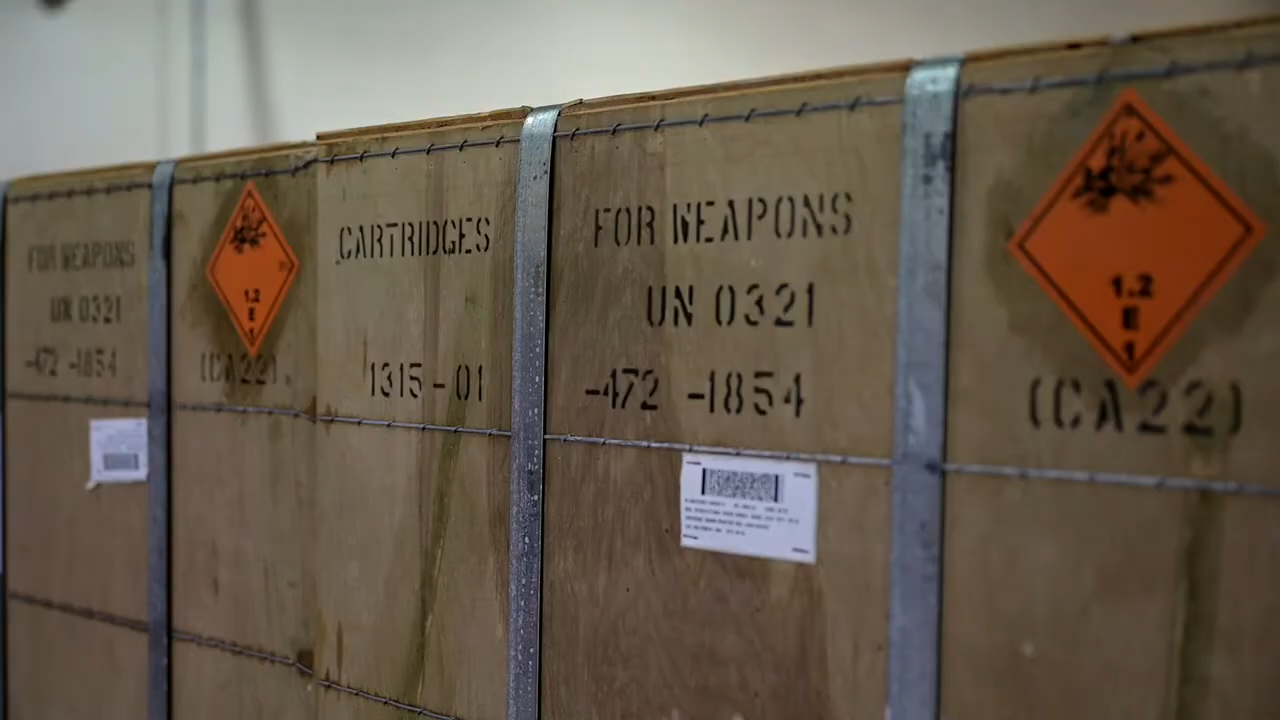 FOR WEAPONS
UN 0321
-472 -1854
1.2
E
1
(CA22).
CARTRIDGES
1315-01
FOR WEAPONS
UN 0321
-472 -1854
1.2
E
1
(CA22)